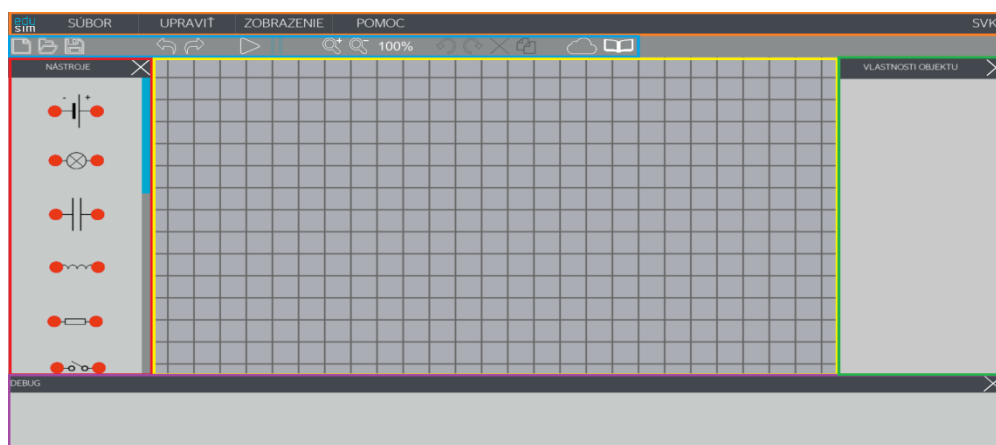 edu
sim SÚBOR UPRAVIŤ ZOBRAZENIE POMOC SVK
100%
NÁSTROJE
VLASTNOSTI OBJEKTU
- +
DEBUG